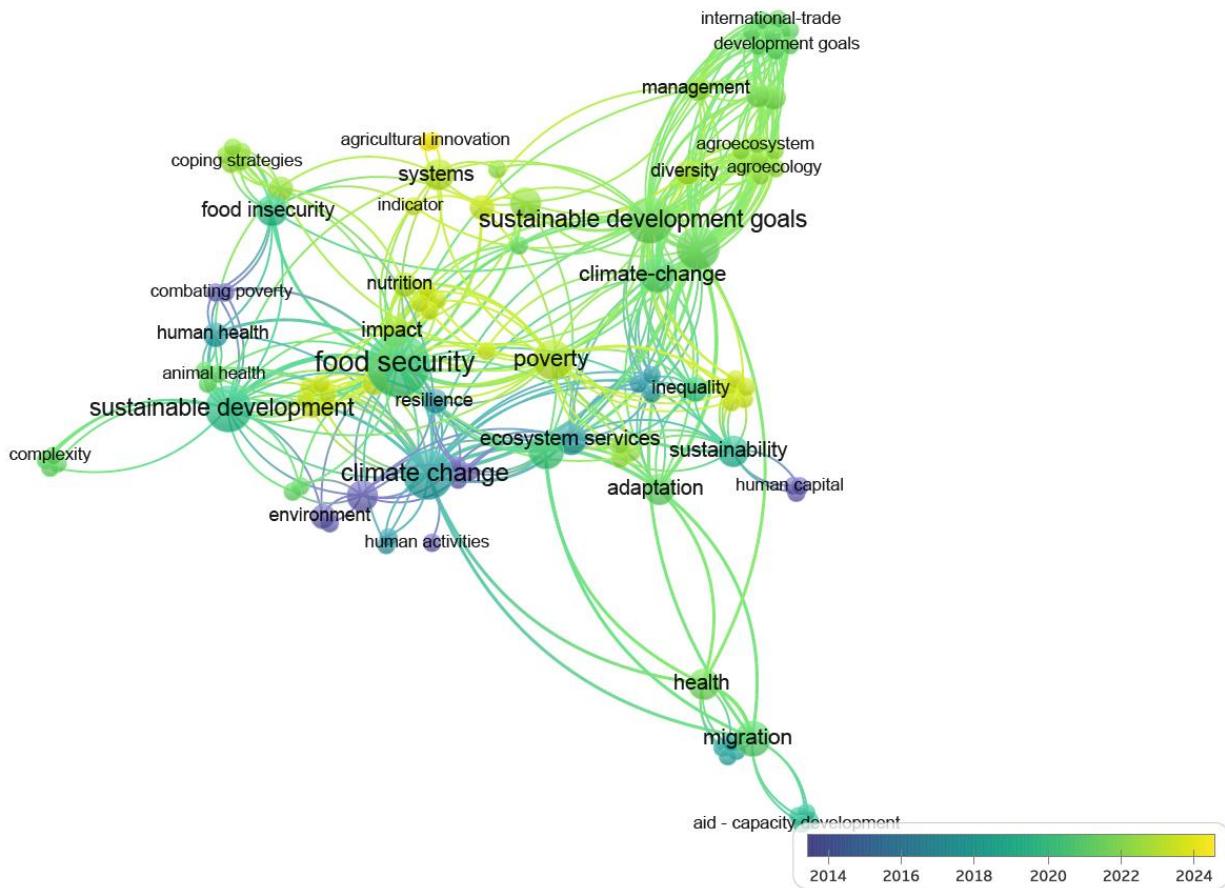 international-trade
development goals
management
agricultural innovation
agroecosystem
coping strategies
systems
diversity
agroecology
food insecurity
indicator
sustainable development goals
climate-change
combating poverty
nutrition
human health
impact
food security
poverty
animal health
inequality
sustainable development
resilience
ecosystem services
sustainability
complexity
climate change
adaptation
human capital
environment
human activities
health
migration
aid - capacity development
2014 2016 2018 2020 2022 2024